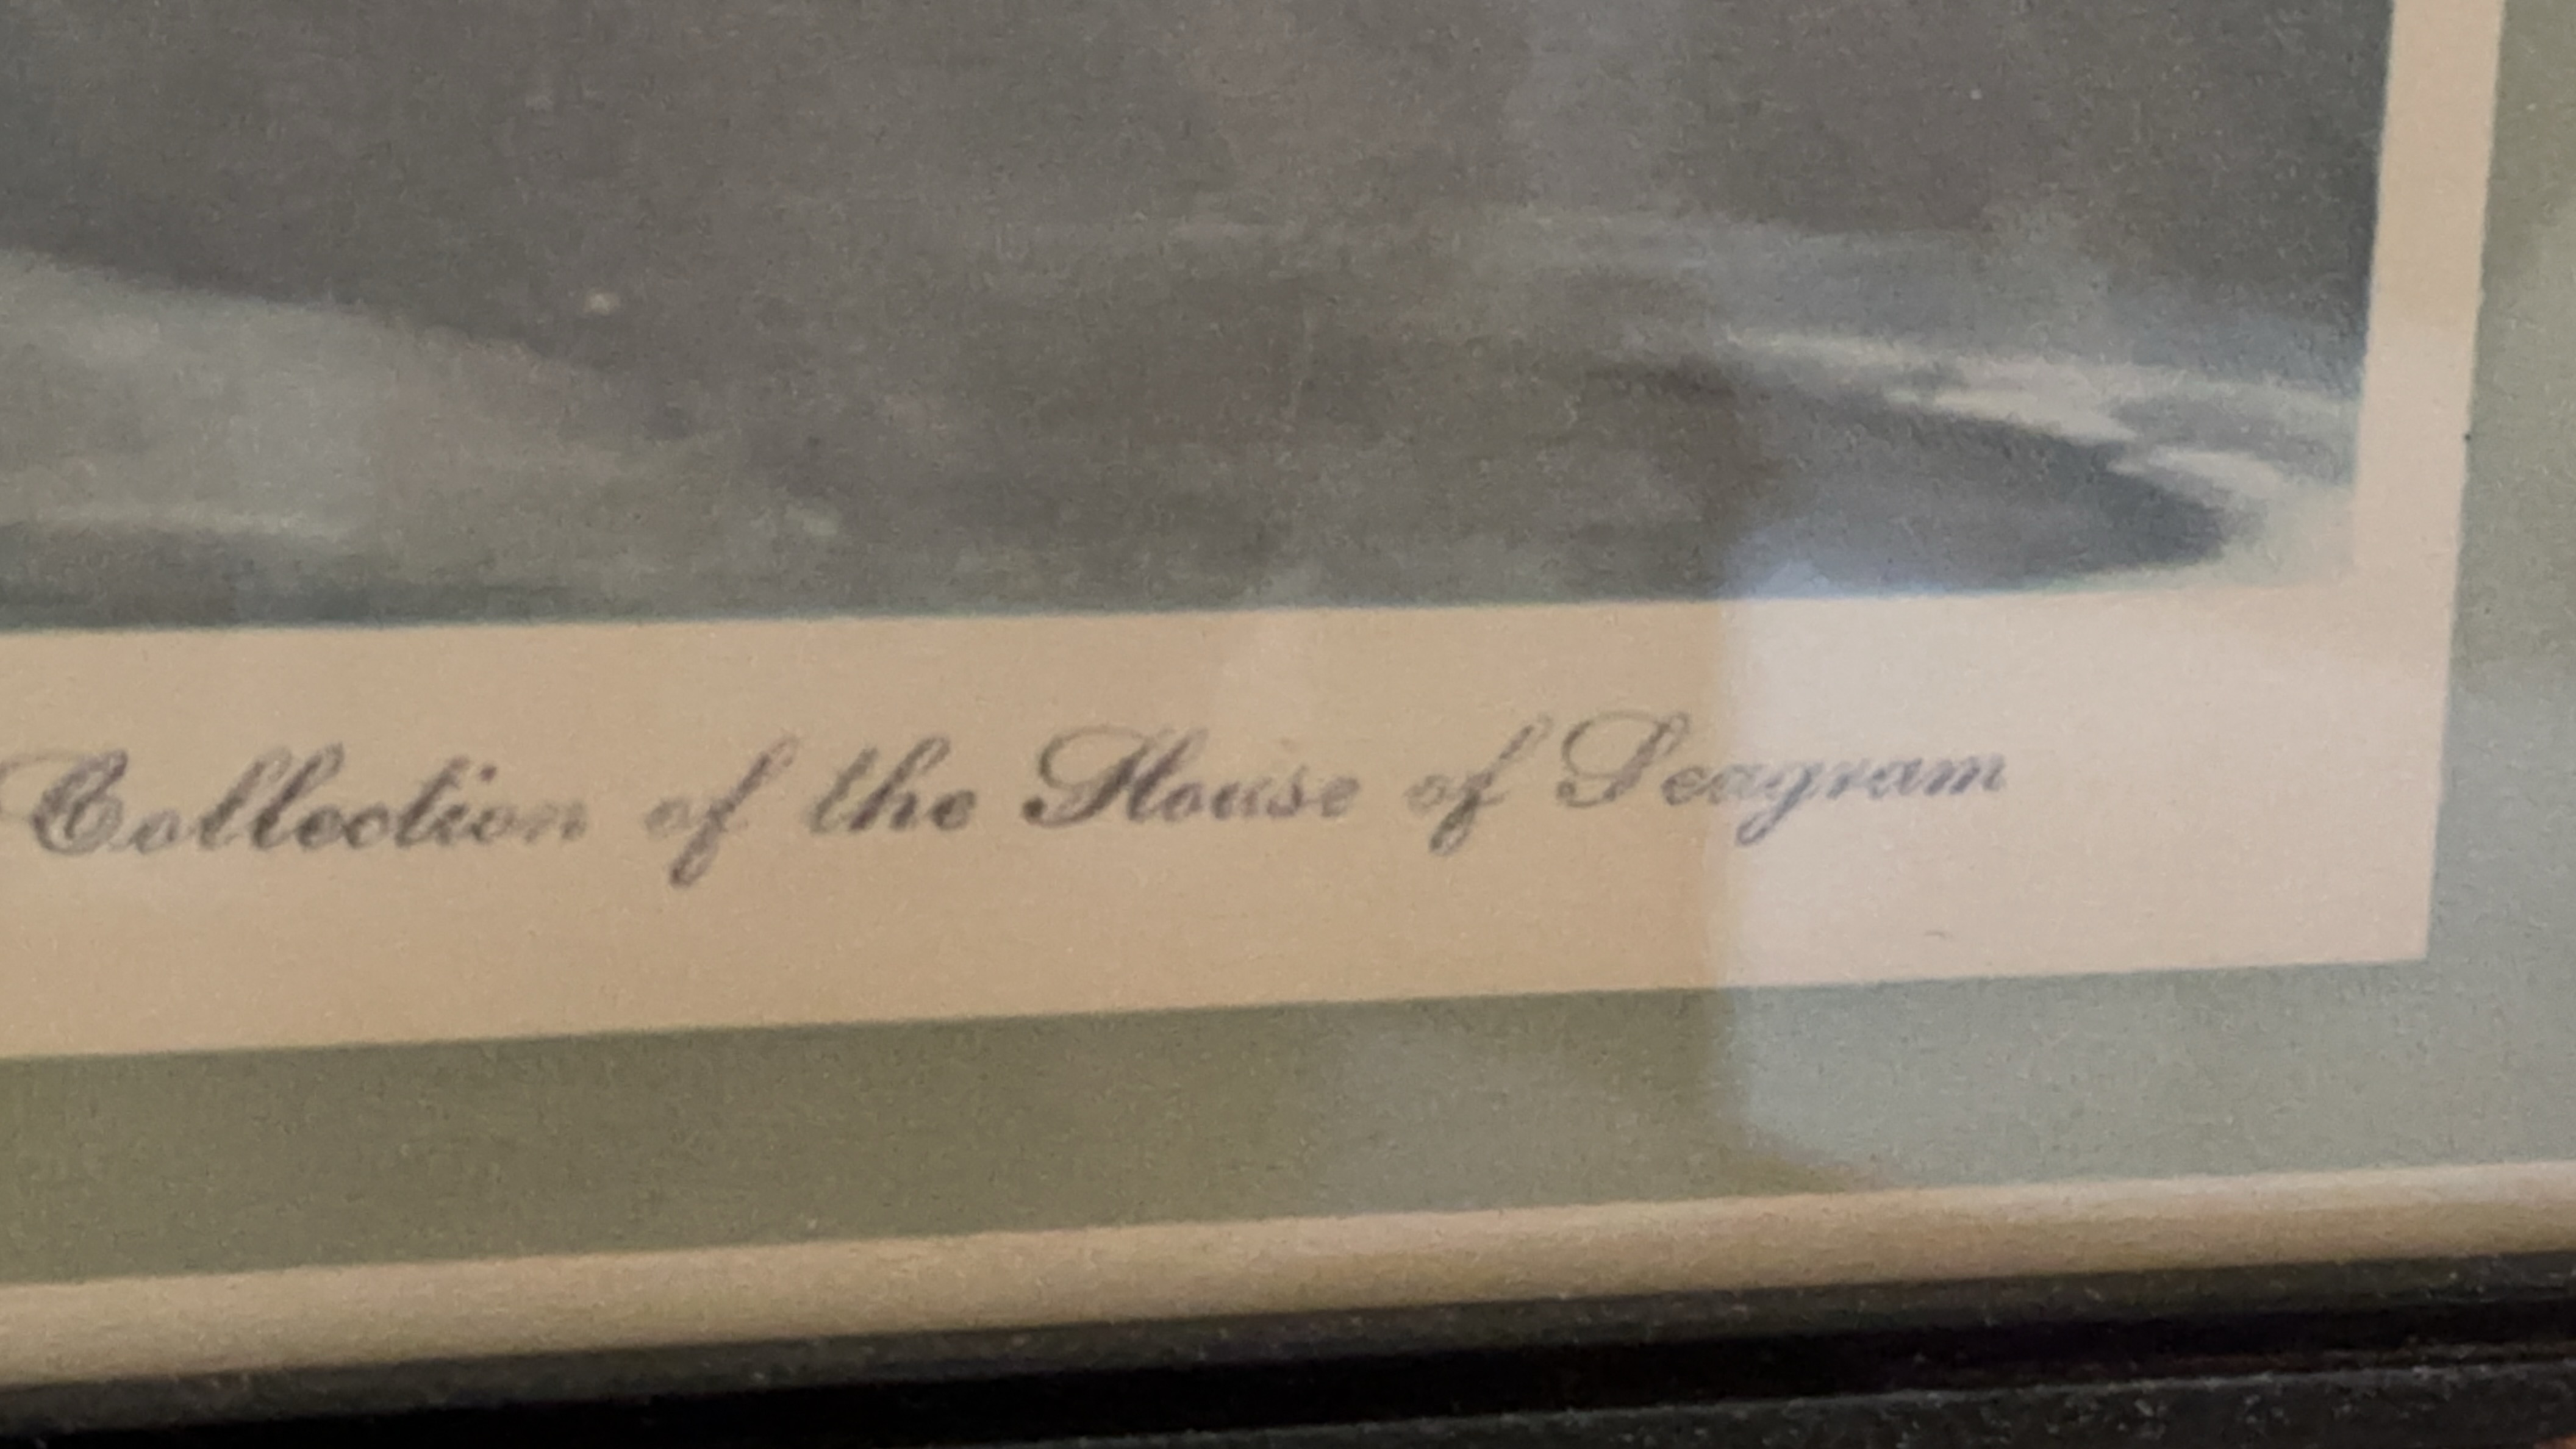 Collection of the House of Seagram